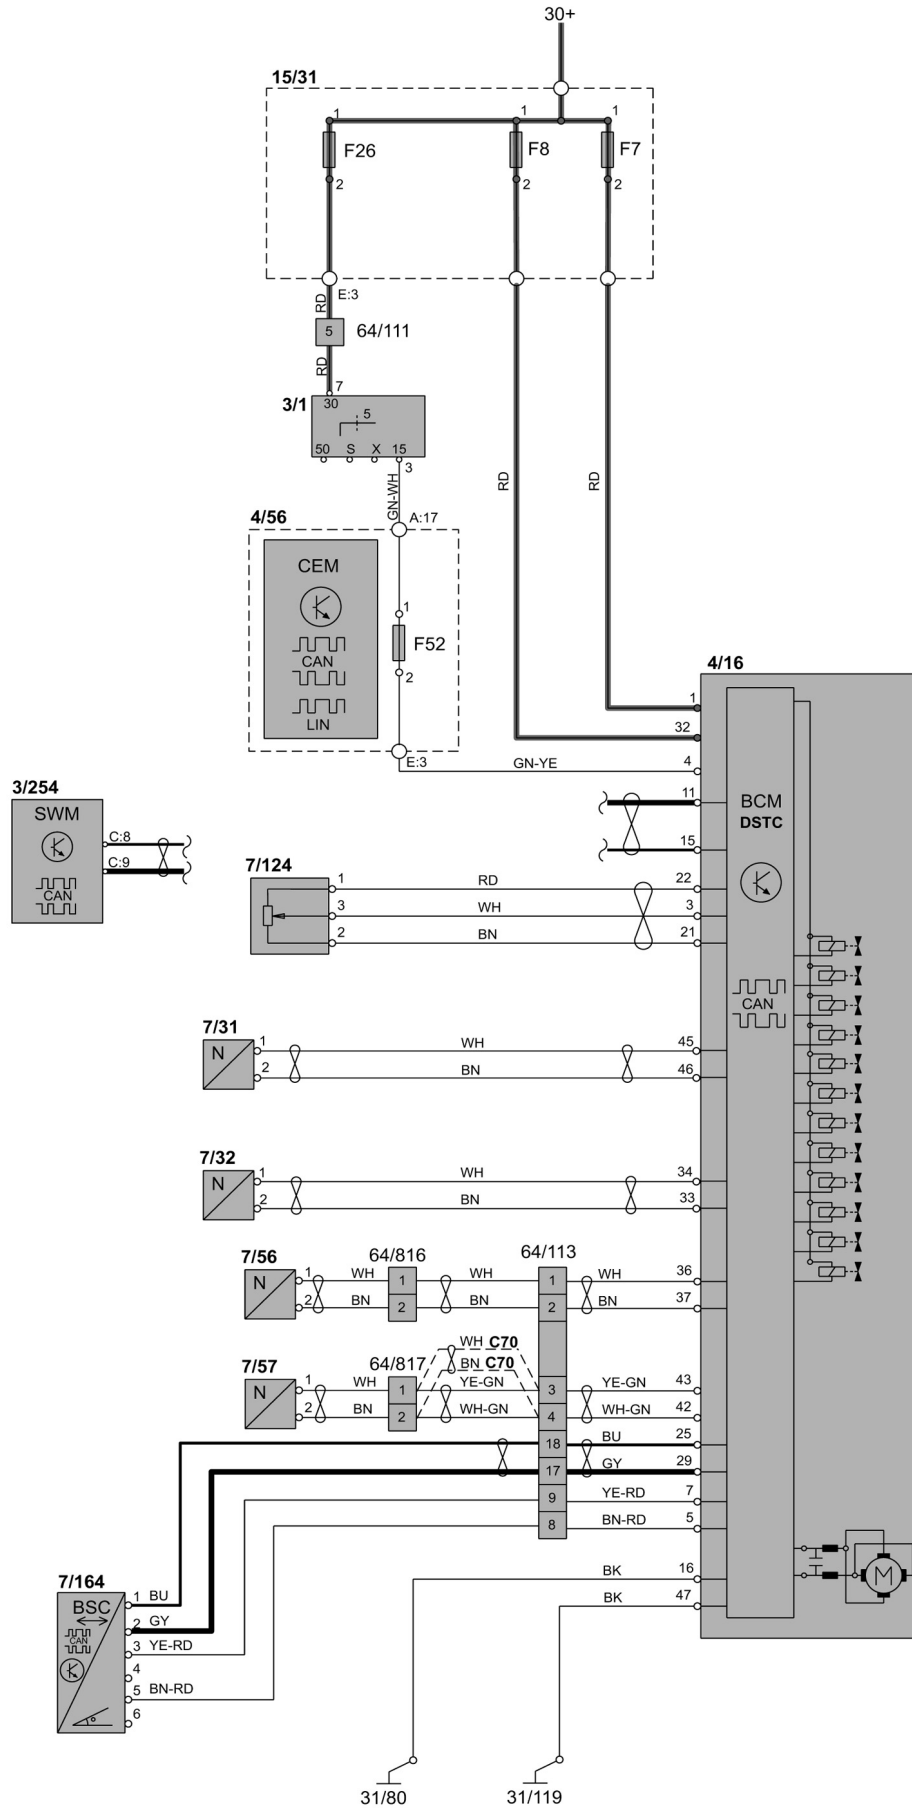 30+
15/31
1 1 1
F26 F8 F7
2 2 2
E:3
RD
5 64/111
RD
7
3/1 30
5
50 S X 15
3
RD RD
GN-WH
4/56 A:17
CEM
1
F52
CAN
2
LIN
4/16
1
32
E:3 GN-YE 4
3/254 11
SWM BCM
DSTC
C:8 15
C:9
CAN
7/124
1 RD 22
3 WH 3
2 BN 21
CAN
7/31
N 1 WH 45
2 BN 46
7/32
N 1 WH 34
2 BN 33
7/56 64/816 64/113
N 1 WH 1 WH 1 WH 36
2 BN 2 BN 2 BN 37
WH C70
7/57 64/817 BN C70
N 1 WH 1 YE-GN 3 YE-GN 43
2 BN 2 WH-GN 4 WH-GN 42
18 BU 25
17 GY 29
9 YE-RD 7
8 BN-RD 5
M
BK 16
7/164 BK 47
BSC 1 BU
2 GY
CAN 3 YE-RD
4
5 BN-RD
6
31/80 31/119